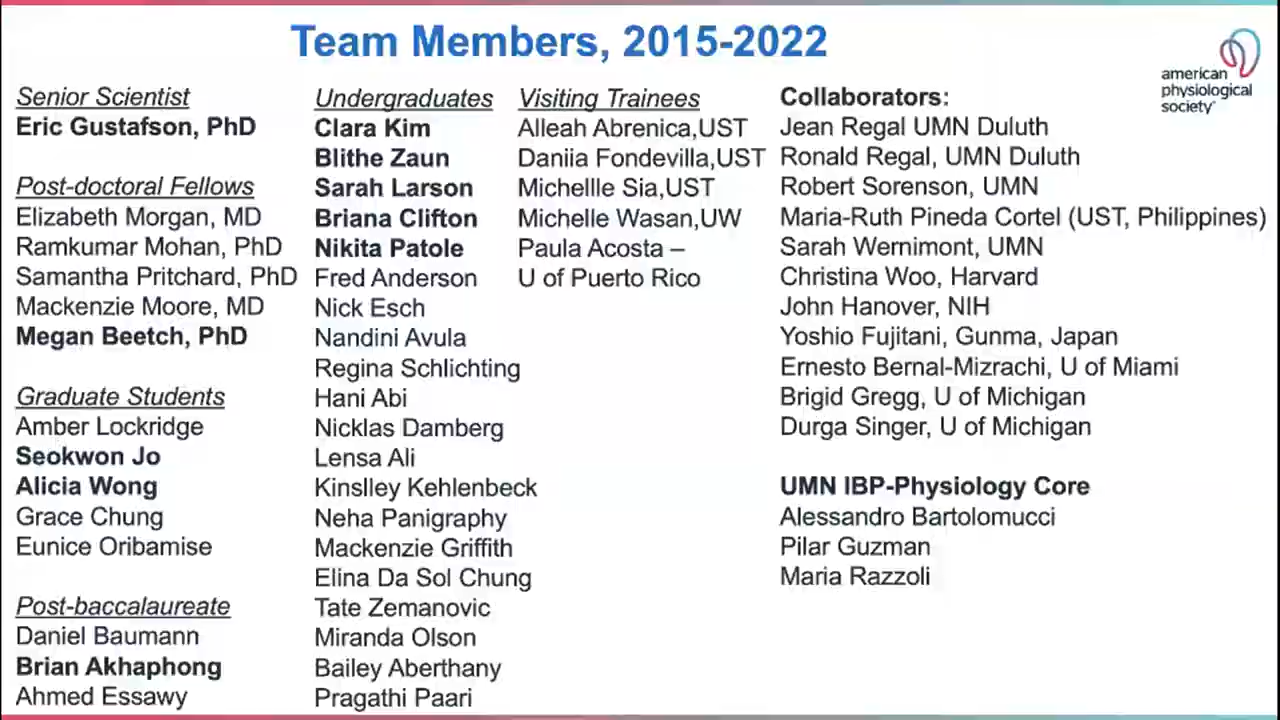 Team Members, 2015-2022
american
physiological
society
Senior Scientist
Eric Gustafson, PhD
Post-doctoral Fellows
Elizabeth Morgan, MD
Ramkumar Mohan, PhD
Samantha Pritchard, PhD
Mackenzie Moore, MD
Megan Beetch, PhD
Graduate Students
Amber Lockridge
Seokwon Jo
Alicia Wong
Grace Chung
Eunice Oribamise
Post-baccalaureate
Daniel Baumann
Brian Akhaphong
Ahmed Essawy
Undergraduates
Clara Kim
Blithe Zaun
Sarah Larson
Briana Clifton
Nikita Patole
Fred Anderson
Nick Esch
Nandini Avula
Regina Schlichting
Hani Abi
Nicklas Damberg
Lensa Ali
Kinslley Kehlenbeck
Neha Panigraphy
Mackenzie Griffith
Elina Da Sol Chung
Tate Zemanovic
Miranda Olson
Bailey Aberthany
Pragathi Paari
Visiting Trainees
Alleah Abrenica,UST
Daniia Fondevilla,UST
Michellle Sia,UST
Michelle Wasan,UW
Paula Acosta –
U of Puerto Rico
Collaborators:
Jean Regal UMN Duluth
Ronald Regal, UMN Duluth
Robert Sorenson, UMN
Maria-Ruth Pineda Cortel (UST, Philippines)
Sarah Wernimont, UMN
Christina Woo, Harvard
John Hanover, NIH
Yoshio Fujitani, Gunma, Japan
Ernesto Bernal-Mizrachi, U of Miami
Brigid Gregg, U of Michigan
Durga Singer, U of Michigan
UMN IBP-Physiology Core
Alessandro Bartolomucci
Pilar Guzman
Maria Razzoli